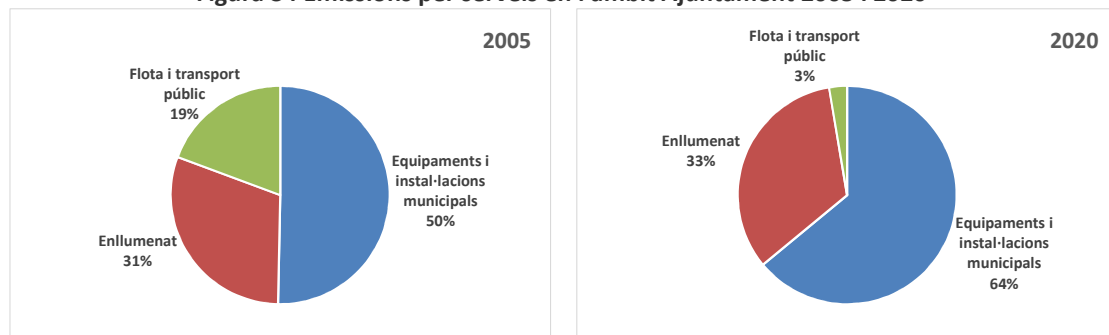 2005
Flota i transport
públic
19%
Equipaments i
instal·lacions
municipals
50%
Enllumenat
31%
2020
Flota i transport
públic
3%
Enllumenat
33%
Equipaments i
instal·lacions
municipals
64%